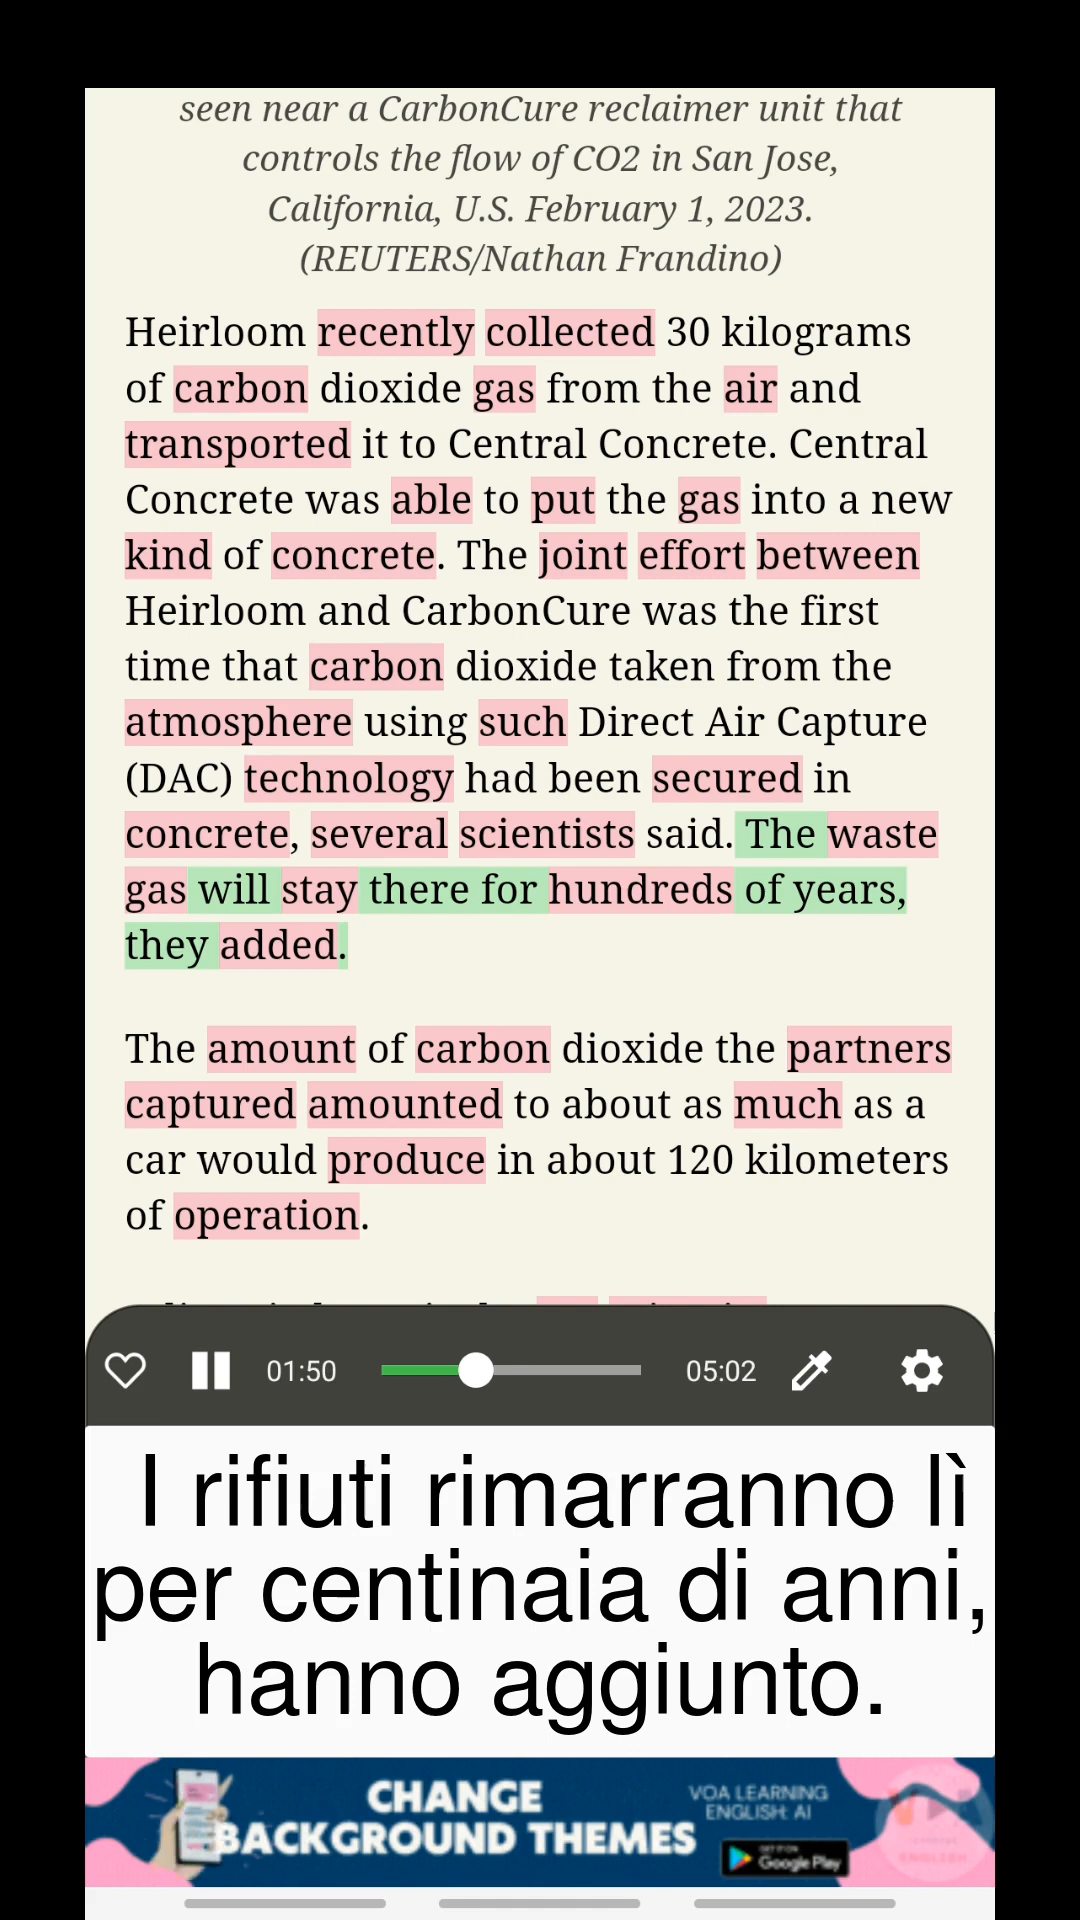 seen near a CarbonCure reclaimer unit that
controls the flow of CO2 in San Jose,
California, U.S. February 1, 2023.
(REUTERS/Nathan Frandino)
Heirloom recently collected 30 kilograms
of carbon dioxide gas from the air and
transported it to Central Concrete. Central
Concrete was able to put the gas into a new
kind of concrete. The joint effort between
Heirloom and CarbonCure was the first
time that carbon dioxide taken from the
atmosphere using such Direct Air Capture
(DAC) technology had been secured in
concrete, several scientists said. The waste
gas will stay there for hundreds of years,
they added.
The amount of carbon dioxide the partners
captured amounted to about as much as a
car would produce in about 120 kilometers
of operation.
01:50
05:02
I rifiuti rimarranno lì
per centinaia di anni,
hanno aggiunto.
CHANGE
BACKGROUND THEMES
VOA LEARNING
ENGLISH: AI
GET IT ON
Google Play
ENGLISH